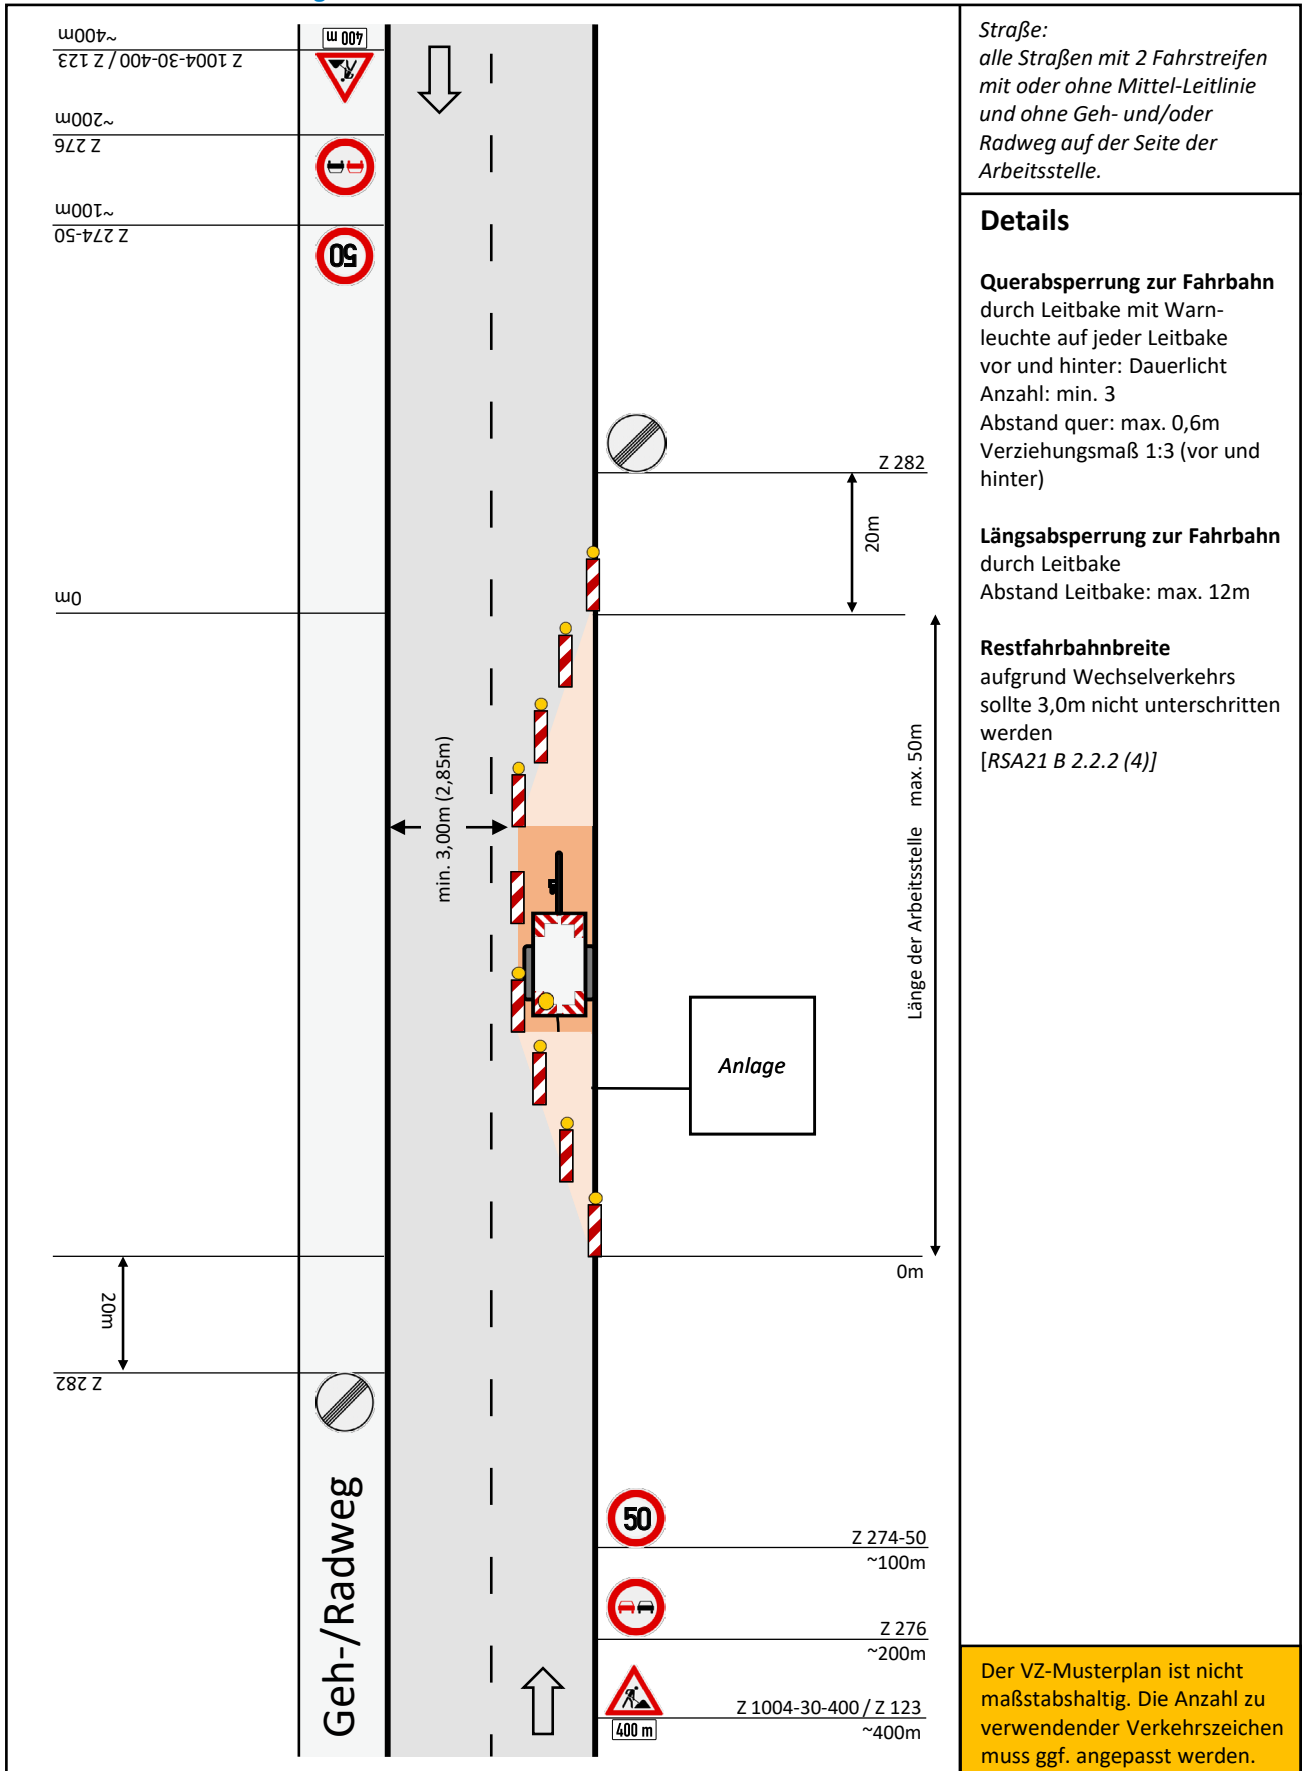 ~400m
Z 1004-30-400 / Z 123
400 m
~200m
Z 276
~100m
Z 274-50
50
Z 282
20m
0m
min. 3,00m (2,85m)
Länge der Arbeitsstelle max. 50m
Anlage
0m
20m
Z 282
Geh-/Radweg
50
Z 274-50
~100m
Z 276
~200m
Z 1004-30-400 / Z 123
400 m
~400m
Straße:
alle Straßen mit 2 Fahrstreifen
mit oder ohne Mittel-Leitlinie
und ohne Geh- und/oder
Radweg auf der Seite der
Arbeitsstelle.
Details
Querabsperrung zur Fahrbahn
durch Leitbake mit Warn-
leuchte auf jeder Leitbake
vor und hinter: Dauerlicht
Anzahl: min. 3
Abstand quer: max. 0,6m
Verziehungsmaß 1:3 (vor und
hinter)
Längsabsperrung zur Fahrbahn
durch Leitbake
Abstand Leitbake: max. 12m
Restfahrbahnbreite
aufgrund Wechselverkehrs
sollte 3,0m nicht unterschritten
werden
[RSA21 B 2.2.2 (4)]
Der VZ-Musterplan ist nicht
maßstabshaltig. Die Anzahl zu
verwendender Verkehrszeichen
muss ggf. angepasst werden.